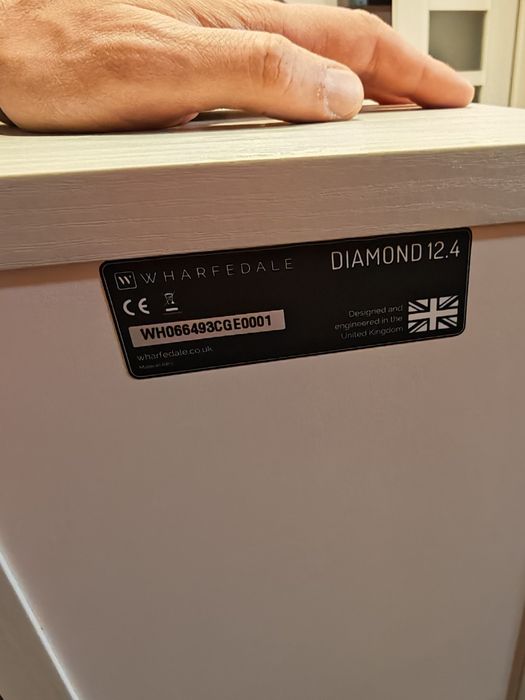 WHARFEDALE
DIAMOND 12.4
CE
WH066493CGE0001
Designed and
engineered in the
United Kingdom
wharfedale.co.uk